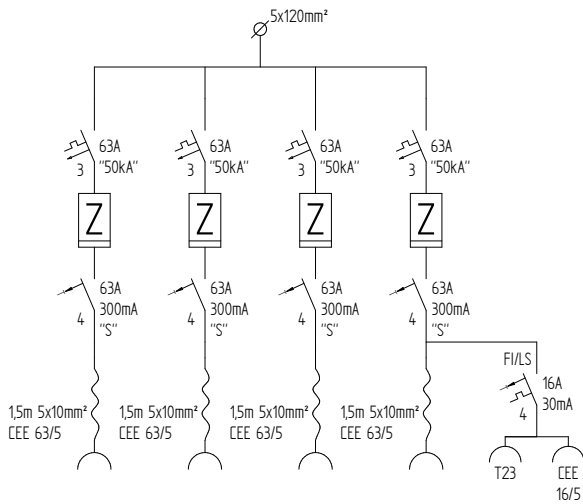 5x120mm²
63A
"50kA"
3
63A
"50kA"
3
63A
"50kA"
3
63A
"50kA"
3
Z
Z
Z
Z
63A
300mA
"S"
4
63A
300mA
"S"
4
63A
300mA
"S"
4
63A
300mA
"S"
4
FI/LS
16A
30mA
4
1,5m 5x10mm²
CEE 63/5
1,5m 5x10mm²
CEE 63/5
1,5m 5x10mm²
CEE 63/5
1,5m 5x10mm²
CEE 63/5
T23
CEE
16/5